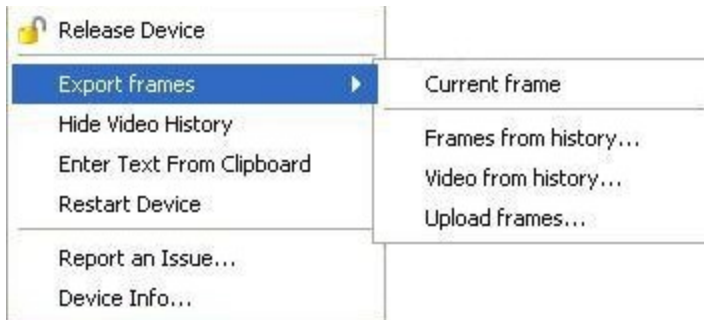 Release Device
Export frames
Hide Video History
Enter Text From Clipboard
Restart Device
Report an Issue...
Device Info...
Current frame
Frames from history...
Video from history...
Upload frames...